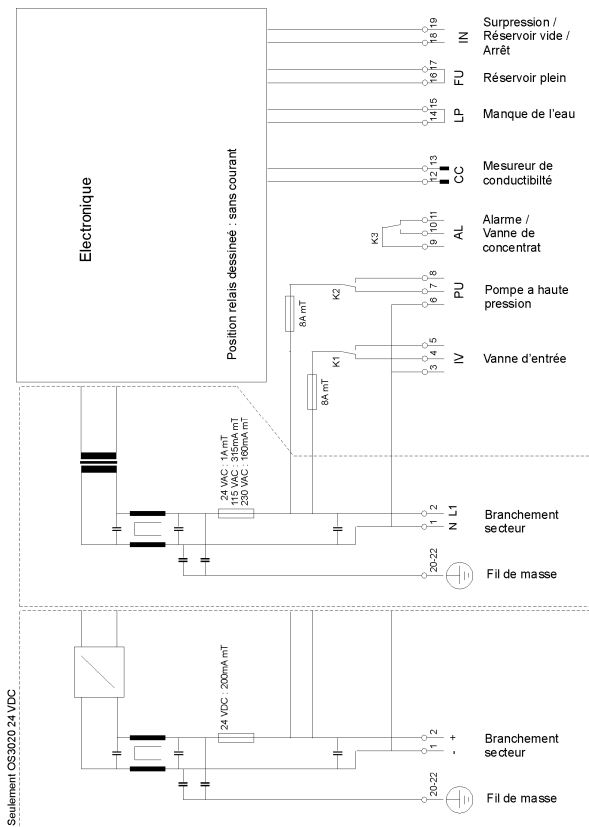 Electronique
Position relais dessineé : sans courant
19
18
IN
Surpression /
Réservoir vide /
Arrêt
17
16
FU
Réservoir plein
15
14
LP
Manque de l'eau
13
12
CC
Mesureur de
conductibilté
11
10
9
AL
K3
Alarme /
Vanne de
concentrat
8
7
6
PU
K2
8A mT
Pompe a haute
pression
5
4
3
IV
K1
8A mT
Vanne d'entrée
24 VAC : 1A mT
115 VAC : 315mA mT
230 VAC : 160mA mT
2
1
L1
N
Branchement
secteur
20-22
Fil de masse
Seulement OS3020 24 VDC
24 VDC : 200mA mT
2
1
+
-
Branchement
secteur
20-22
Fil de masse